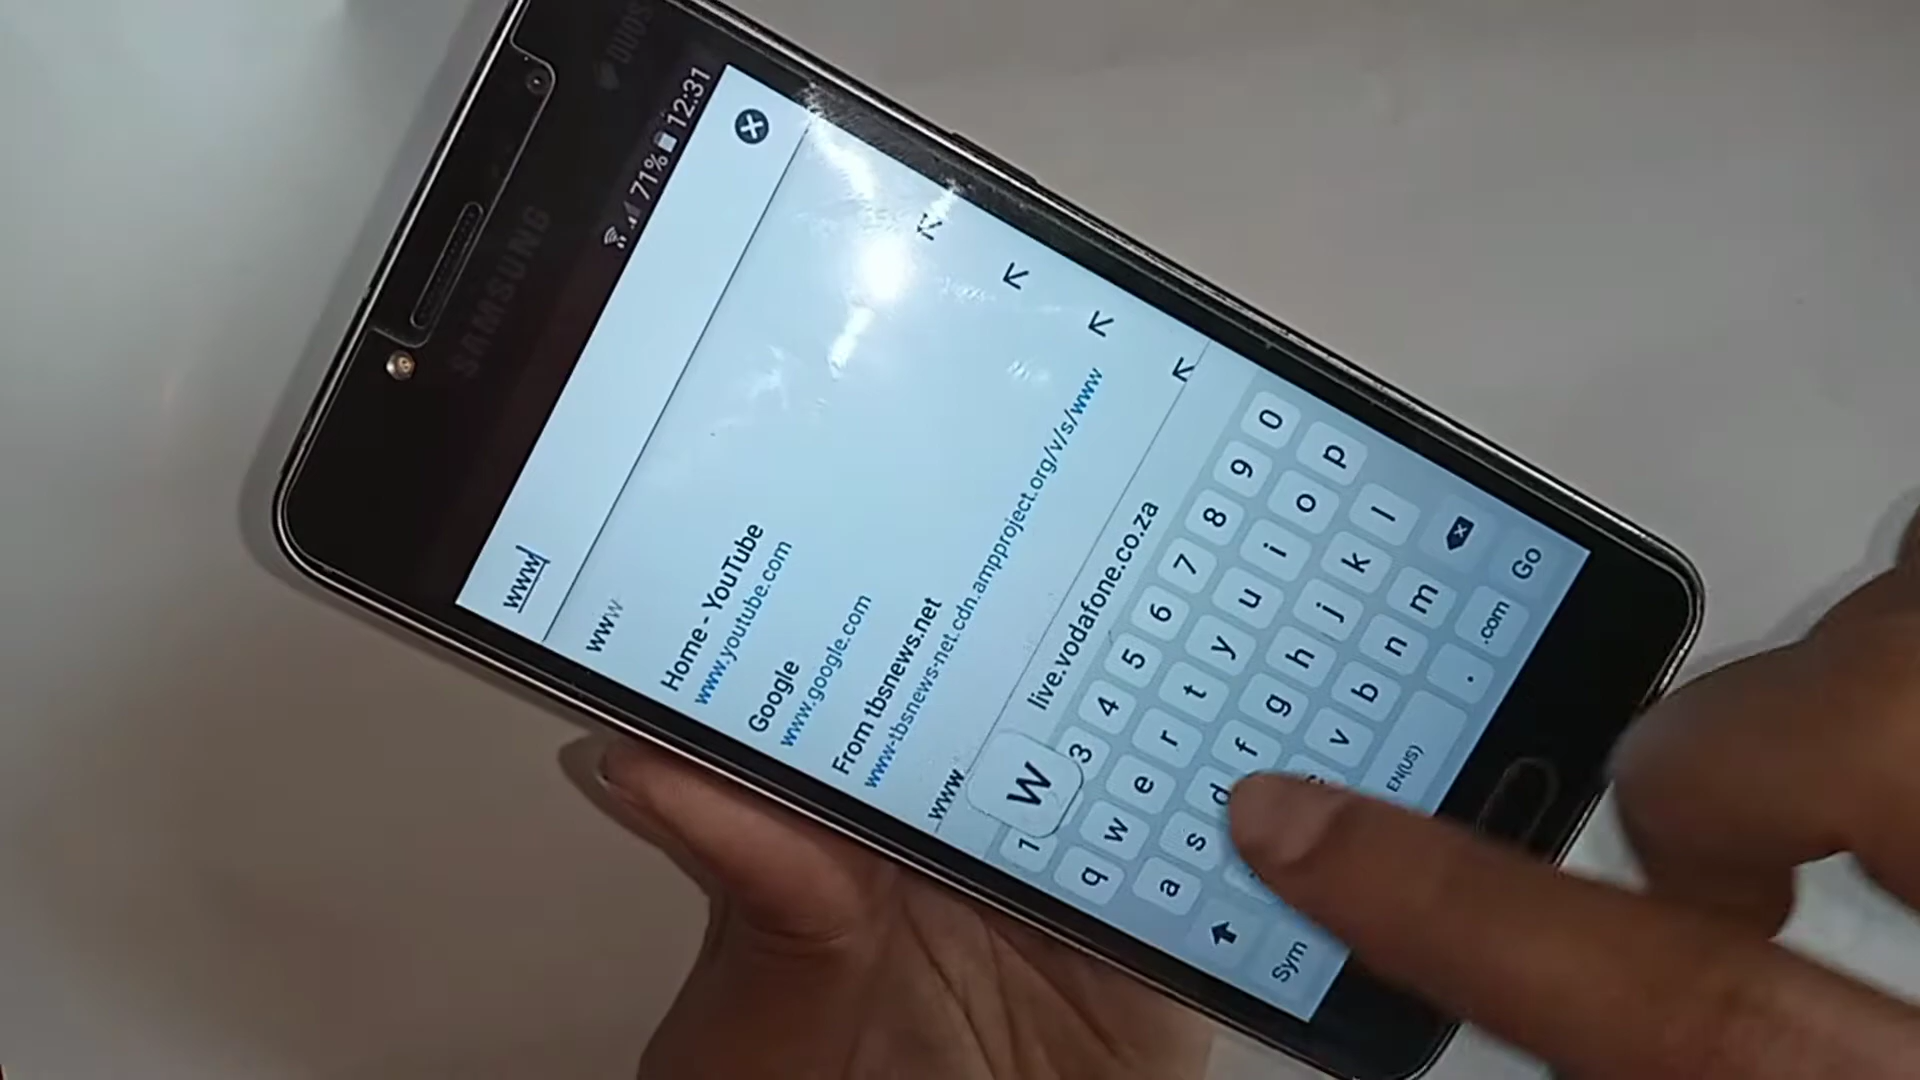 DUOS
SAMSUNG
71% 12:31
www
www
Home - YouTube
www.youtube.com
Google
www.google.com
From tbsnews.net
www-tbsnews-net.cdn.ampproject.org/v/s/www
www
live.vodafone.co.za
w
1 3 4 5 6 7 8 9 0
q w e r t y u i o p
a s d f g h j k l
v b n m
Sym EN(US) . .com Go